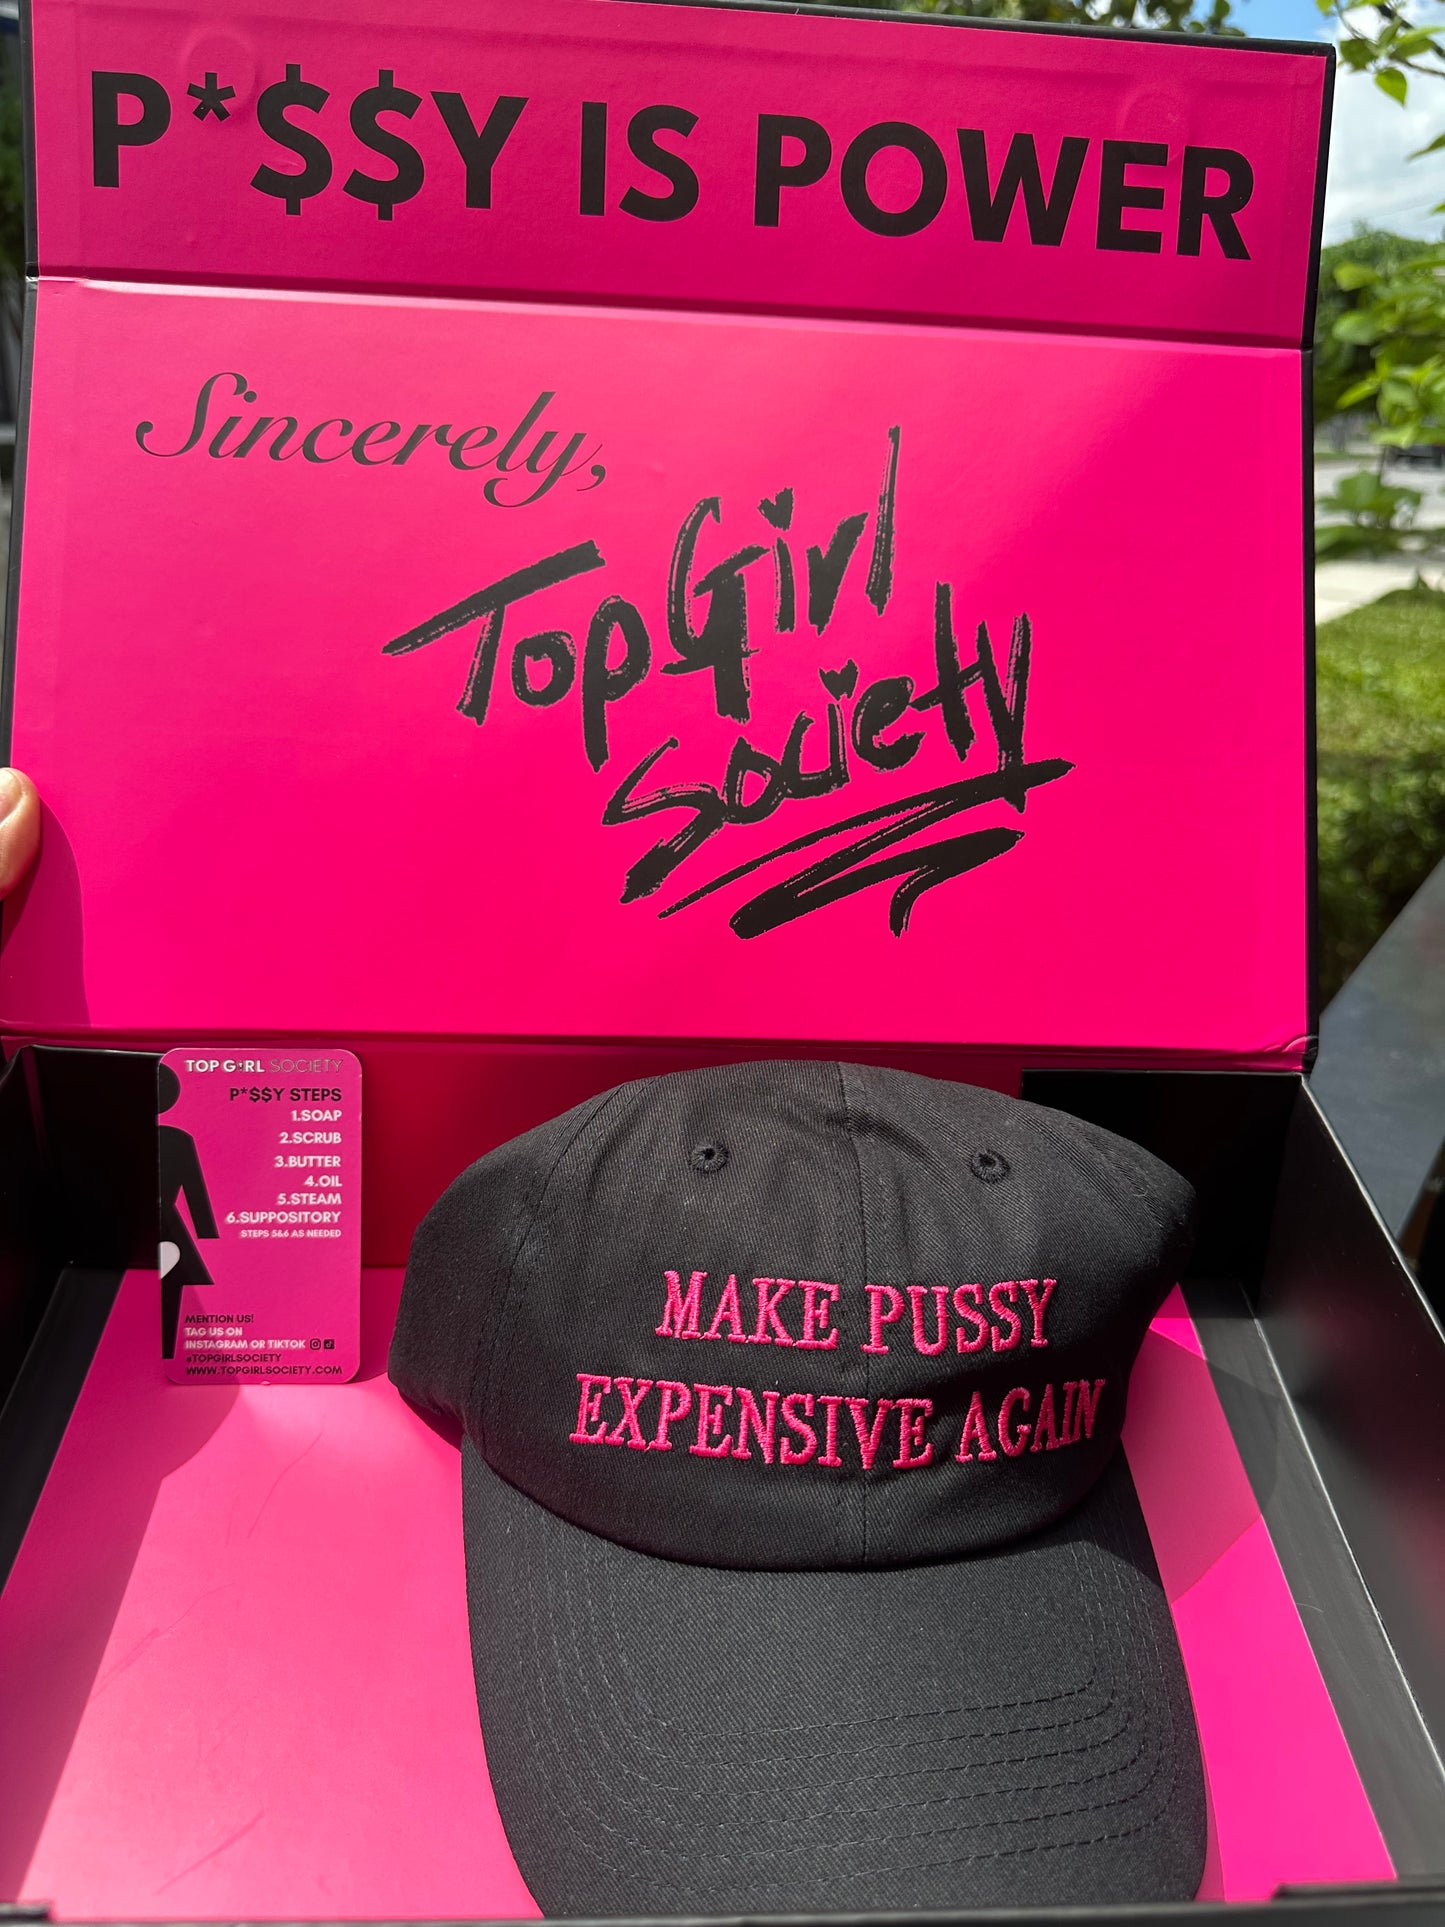 P*$$Y IS POWER
Sincerely,
Top Girl
Society
TOP GIRL SOCIETY
P*$$Y STEPS
1.SOAP
2.SCRUB
3.BUTTER
4.OIL
5.STEAM
6.SUPPOSITORY
STEPS 5&6 AS NEEDED
MENTION US!
TAG US ON
INSTAGRAM OR TIKTOK
@TOPGIRLSOCIETY
WWW.TOPGIRLSOCIETY.COM
MAKE PUSSY
EXPENSIVE AGAIN